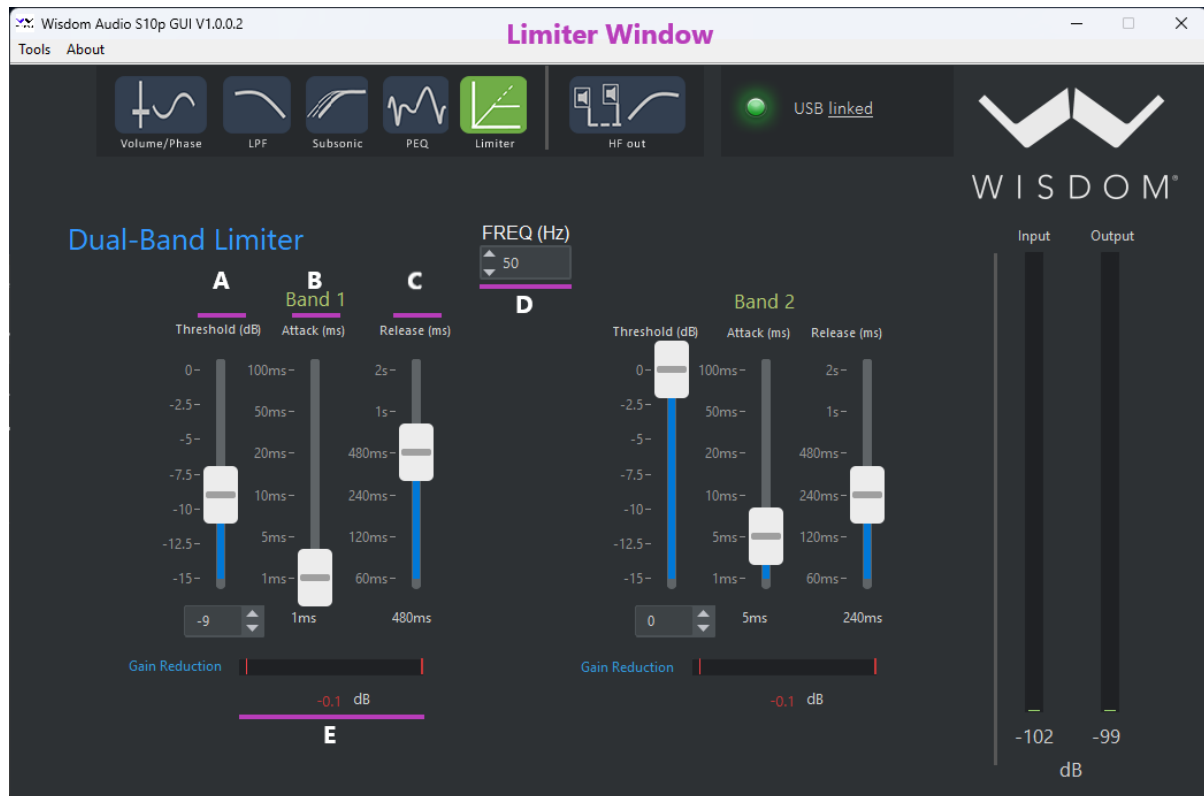 Wisdom Audio S10p GUI V1.0.0.2
Limiter Window
Tools About
Volume/Phase LPF Subsonic PEQ Limiter HF out
USB linked
WISDOM
Dual-Band Limiter
FREQ (Hz)
50
A B C D
Band 1
Threshold (dB) Attack (ms) Release (ms)
0- 100ms- 2s-
-2.5- 50ms- 1s-
-5- 20ms- 480ms-
-7.5- 10ms- 240ms-
-10-
-12.5- 5ms- 120ms-
-15- 1ms- 60ms-
-9 1ms 480ms
Gain Reduction
-0.1 dB
E
Band 2
Threshold (dB) Attack (ms) Release (ms)
0- 100ms- 2s-
-2.5- 50ms- 1s-
-5- 20ms- 480ms-
-7.5- 10ms- 240ms-
-10-
-12.5- 5ms- 120ms-
-15- 1ms- 60ms-
0 5ms 240ms
Gain Reduction
-0.1 dB
Input Output
-102 -99
dB